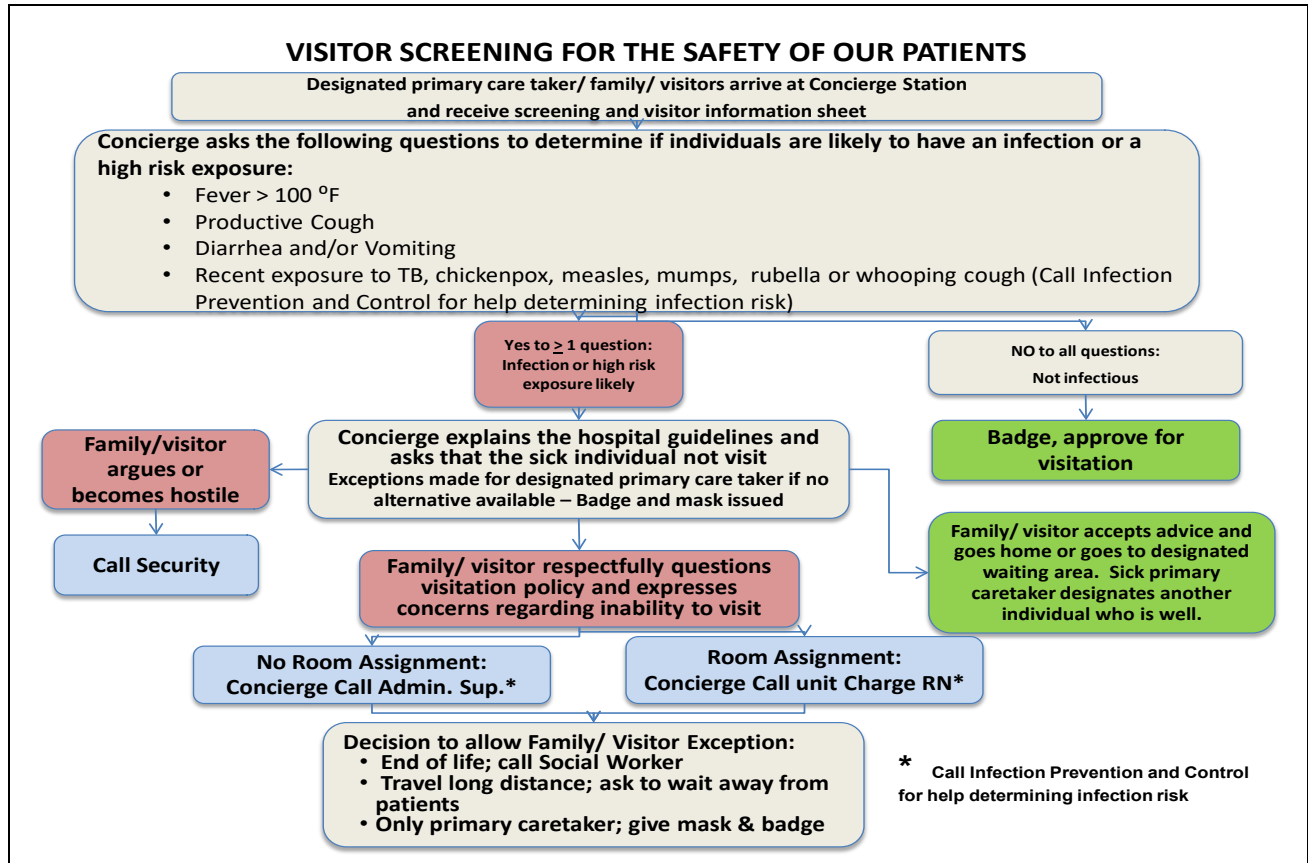 VISITOR SCREENING FOR THE SAFETY OF OUR PATIENTS
Designated primary care taker/ family/ visitors arrive at Concierge Station
and receive screening and visitor information sheet
Concierge asks the following questions to determine if individuals are likely to have an infection or a
high risk exposure:
• Fever > 100 °F
• Productive Cough
• Diarrhea and/or Vomiting
• Recent exposure to TB, chickenpox, measles, mumps, rubella or whooping cough (Call Infection
Prevention and Control for help determining infection risk)
Yes to ≥ 1 question:
Infection or high risk
exposure likely
NO to all questions:
Not infectious
Family/visitor
argues or
becomes hostile
Concierge explains the hospital guidelines and
asks that the sick individual not visit
Exceptions made for designated primary care taker if no
alternative available – Badge and mask issued
Badge, approve for
visitation
Call Security
Family/ visitor respectfully questions
visitation policy and expresses
concerns regarding inability to visit
Family/ visitor accepts advice and
goes home or goes to designated
waiting area. Sick primary
caretaker designates another
individual who is well.
No Room Assignment:
Concierge Call Admin. Sup.*
Room Assignment:
Concierge Call unit Charge RN*
Decision to allow Family/ Visitor Exception:
• End of life; call Social Worker
• Travel long distance; ask to wait away from
patients
• Only primary caretaker; give mask & badge
* Call Infection Prevention and Control
for help determining infection risk